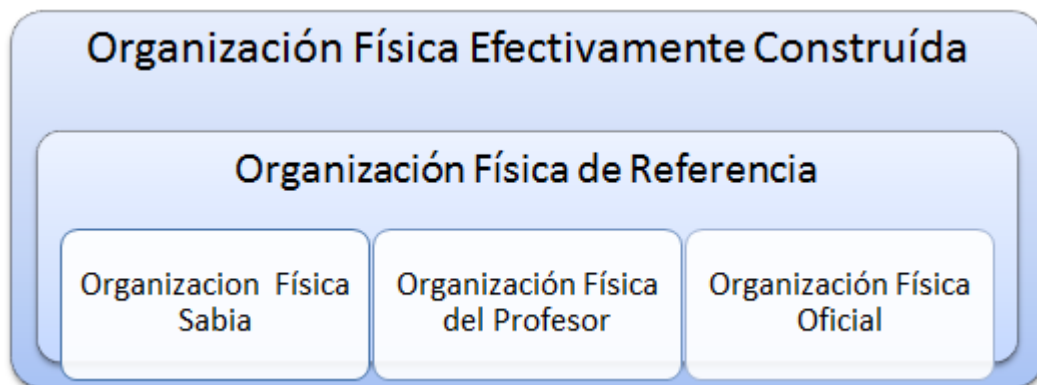 Organización Física Efectivamente Construída
Organización Física de Referencia
Organizacion Física
Sabia
Organización Física
del Profesor
Organización Física
Oficial